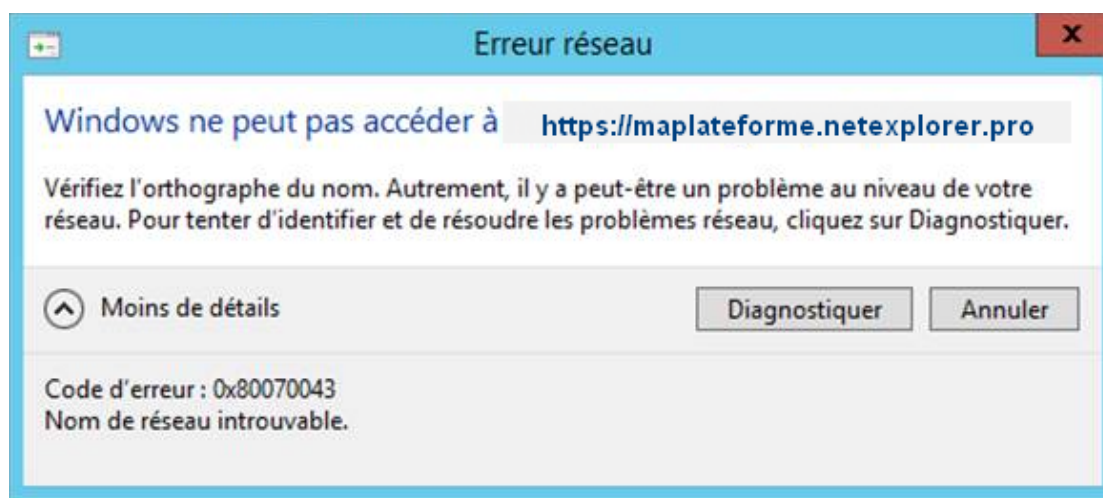 Erreur réseau
Windows ne peut pas accéder à https://maplateforme.netexplorer.pro
Vérifiez l'orthographe du nom. Autrement, il y a peut-être un problème au niveau de votre
réseau. Pour tenter d'identifier et de résoudre les problèmes réseau, cliquez sur Diagnostiquer.
Moins de détails
Diagnostiquer
Annuler
Code d'erreur : 0x80070043
Nom de réseau introuvable.